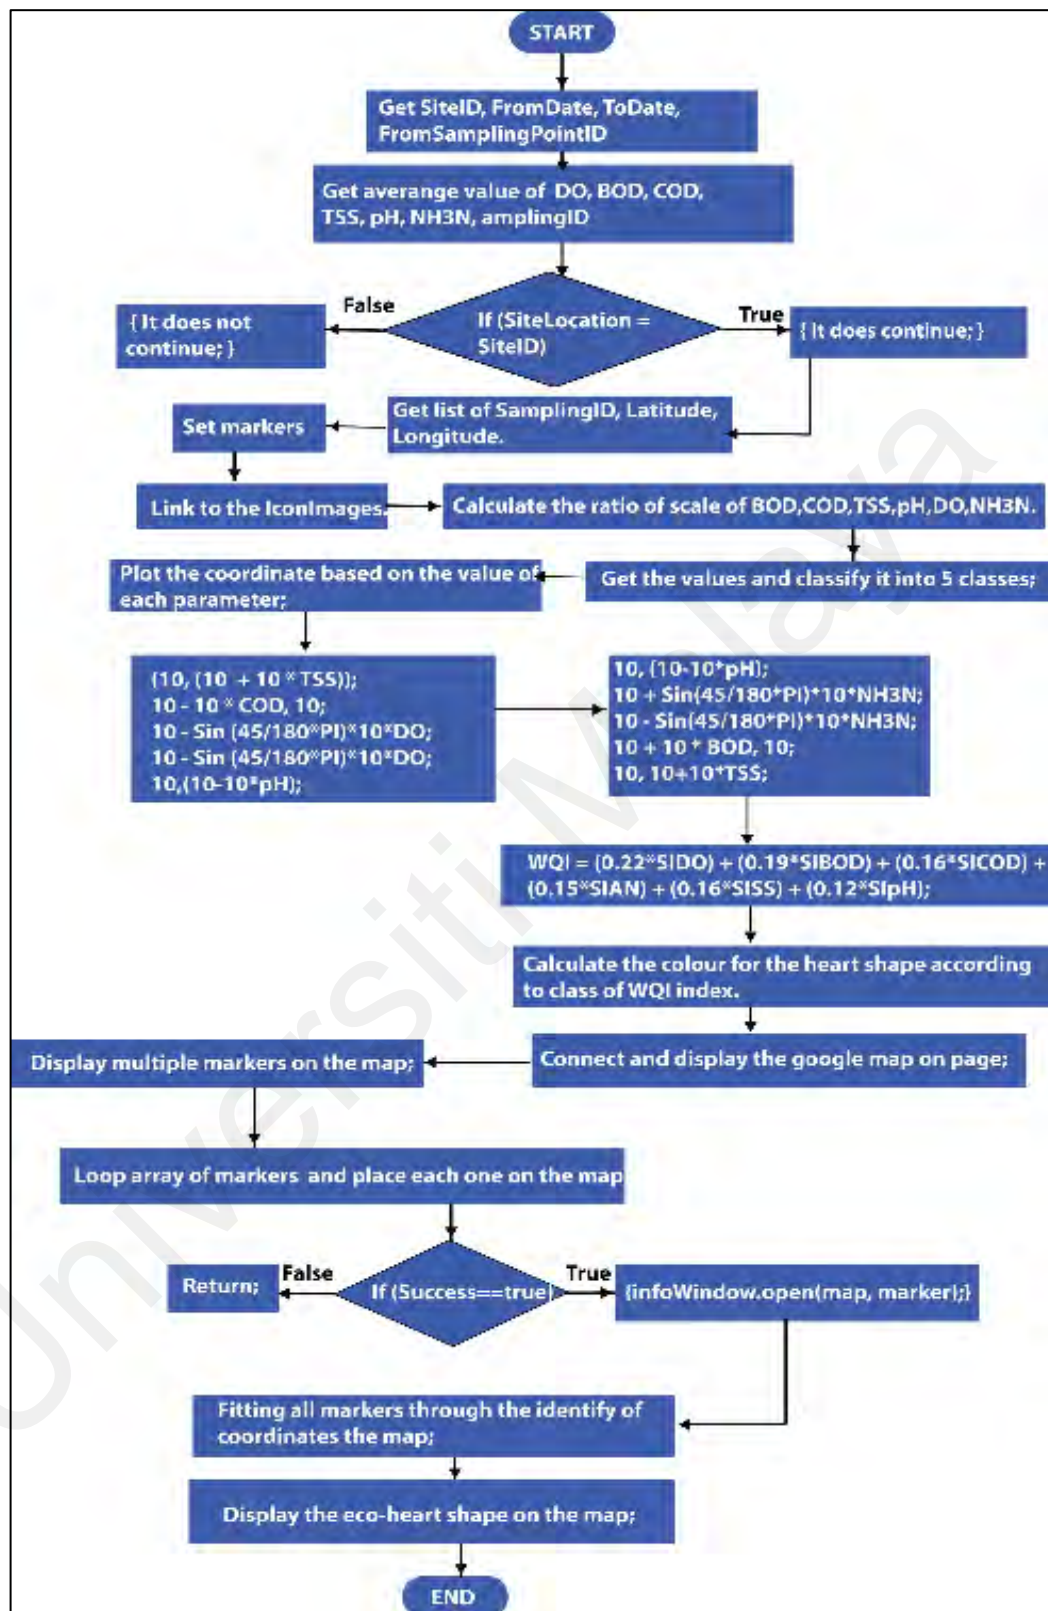 START
Get SiteID, FromDate, ToDate,
FromSamplingPointID
Get averange value of DO, BOD, COD,
TSS, pH, NH3N, amplingID
If (SiteLocation =
SiteID)
False
True
{ It does not
continue; }
{ It does continue; }
Get list of SamplingID, Latitude,
Longitude.
Set markers
Link to the IconImages.
Calculate the ratio of scale of BOD,COD,TSS,pH,DO,NH3N.
Get the values and classify it into 5 classes;
Plot the coordinate based on the value of
each parameter;
(10, (10 + 10 * TSS));
10 - 10 * COD, 10;
10 - Sin (45/180*PI)*10*DO;
10 - Sin (45/180*PI)*10*DO;
10,(10-10*pH);
10, (10-10*pH);
10 + Sin(45/180*PI)*10*NH3N;
10 - Sin(45/180*PI)*10*NH3N;
10 + 10 * BOD, 10;
10, 10+10*TSS;
WQI = (0.22*SIDO) + (0.19*SIBOD) + (0.16*SICOD) +
(0.15*SIAN) + (0.16*SISS) + (0.12*SIpH);
Calculate the colour for the heart shape according
to class of WQI index.
Connect and display the google map on page;
Display multiple markers on the map;
Loop array of markers and place each one on the map
If (Success==true)
False
True
Return;
{infoWindow.open(map, marker);}
Fitting all markers through the identify of
coordinates the map;
Display the eco-heart shape on the map;
END
Universiti Malaya